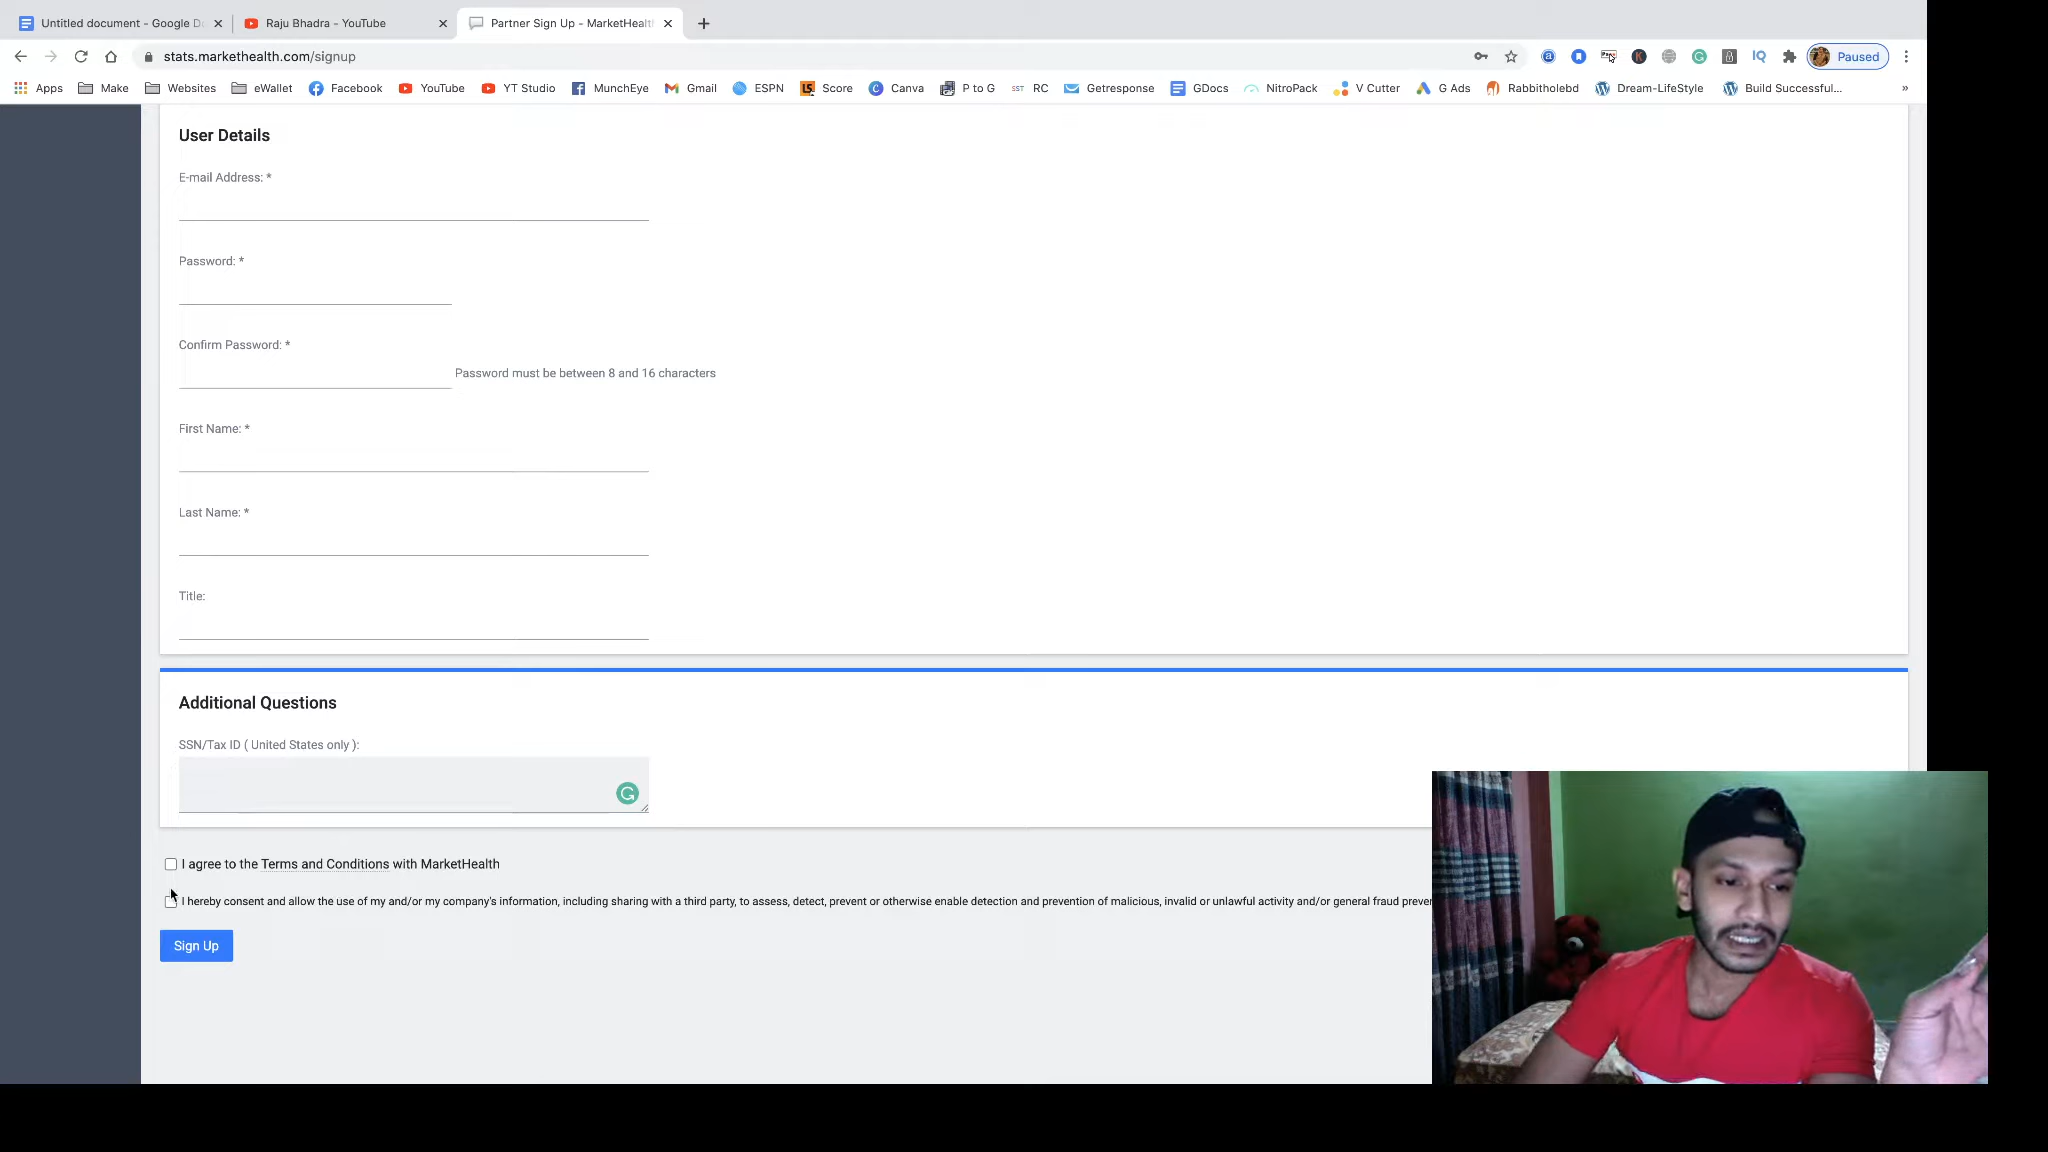 Untitled document - Google D
Raju Bhadra - YouTube
Partner Sign Up - MarketHealth
stats.markethealth.com/signup
Paused
Apps
Make
Websites
eWallet
Facebook
YouTube
YT Studio
MunchEye
Gmail
ESPN
Score
Canva
P to G
SST RC
Getresponse
GDocs
NitroPack
V Cutter
G Ads
Rabbitholebd
Dream-LifeStyle
Build Successful...
»
User Details
E-mail Address: *
Password: *
Confirm Password: *
Password must be between 8 and 16 characters
First Name: *
Last Name: *
Title:
Additional Questions
SSN/Tax ID ( United States only ):
I agree to the Terms and Conditions with MarketHealth
I hereby consent and allow the use of my and/or my company's information, including sharing with a third party, to assess, detect, prevent or otherwise enable detection and prevention of malicious, invalid or unlawful activity and/or general fraud prever
Sign Up